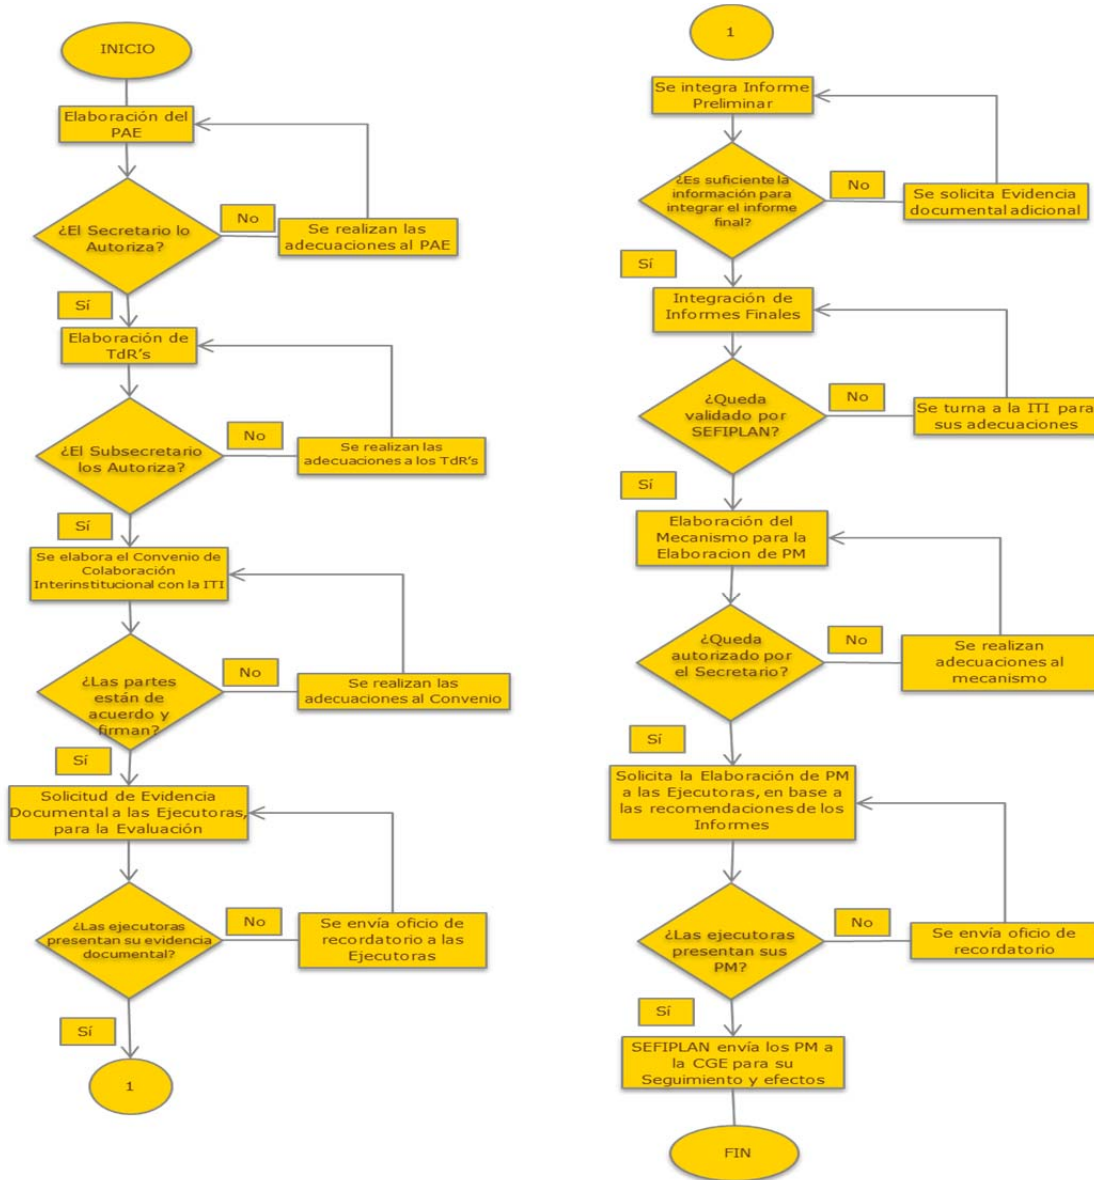 INICIO
Elaboración del
PAE
¿El Secretario lo
Autoriza?
No
Se realizan las
adecuaciones al PAE
Sí
Elaboración de
TdR's
¿El Subsecretario
los Autoriza?
No
Se realizan las
adecuaciones a los TdR's
Sí
Se elabora el Convenio de
Colaboración
Interinstitucional con la ITI
¿Las partes
están de
acuerdo y
firman?
No
Se realizan las
adecuaciones al Convenio
Sí
Solicitud de Evidencia
Documental a las Ejecutoras,
para la Evaluación
¿Las ejecutoras
presentan su evidencia
documental?
No
Se envía oficio de
recordatorio a las
Ejecutoras
Sí
1
1
Se integra Informe
Preliminar
¿Es suficiente la
información para
integrar el informe
final?
No
Se solicita Evidencia
documental adicional
Sí
Integración de
Informes Finales
¿Queda
validado por
SEFIPLAN?
No
Se turna a la ITI para
sus adecuaciones
Sí
Elaboración del
Mecanismo para la
Elaboracion de PM
¿Queda
autorizado por
el Secretario?
No
Se realizan
adecuaciones al
mecanismo
Sí
Solicita la Elaboración de PM
a las Ejecutoras, en base a
las recomendaciones de los
Informes
¿Las ejecutoras
presentan sus
PM?
No
Se envía oficio de
recordatorio
Sí
SEFIPLAN envía los PM a
la CGE para su
Seguimiento y efectos
FIN